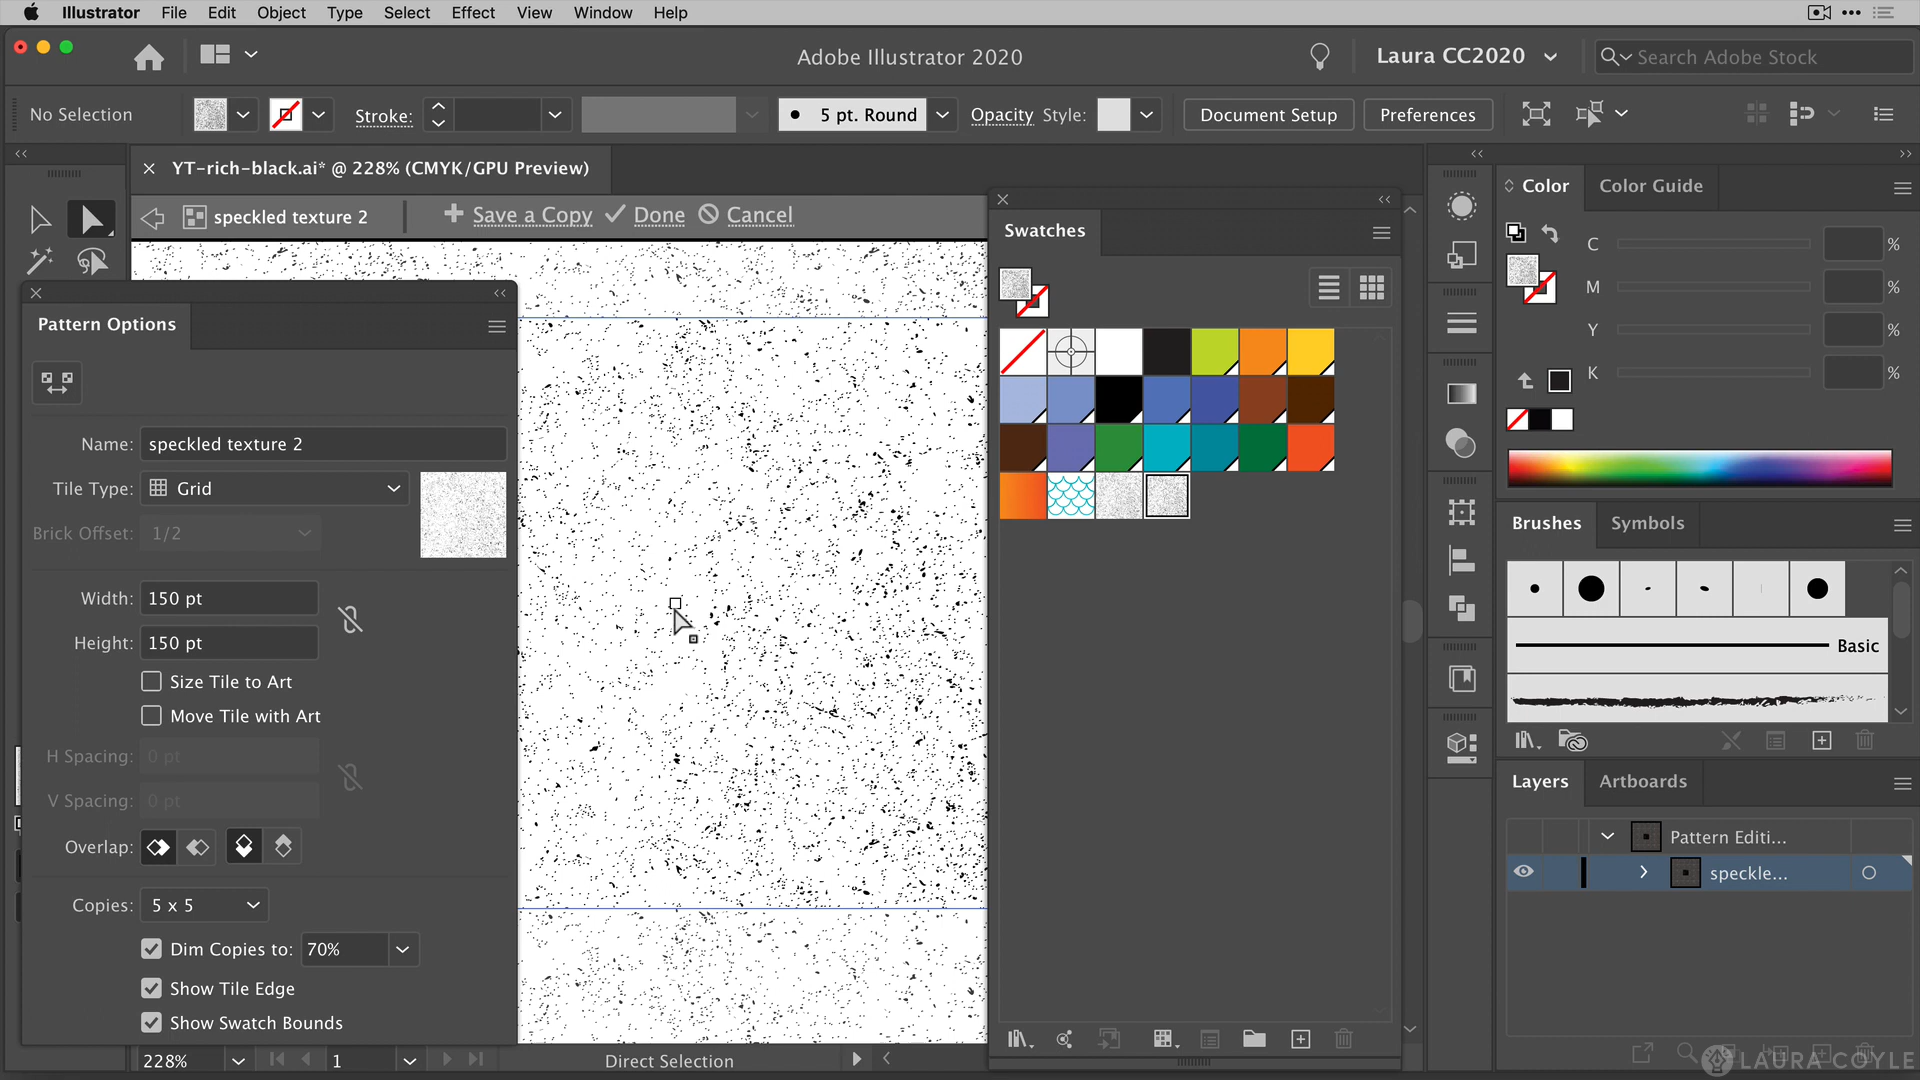 Illustrator File Edit Object Type Select Effect View Window Help
Adobe Illustrator 2020
Laura CC2020
Search Adobe Stock
No Selection
Stroke:
5 pt. Round
Opacity Style:
Document Setup
Preferences
YT-rich-black.ai* @ 228% (CMYK/GPU Preview)
speckled texture 2
Save a Copy
Done
Cancel
Pattern Options
Name: speckled texture 2
Tile Type: Grid
Brick Offset: 1/2
Width: 150 pt
Height: 150 pt
Size Tile to Art
Move Tile with Art
H Spacing: 0 pt
V Spacing: 0 pt
Overlap:
Copies: 5 x 5
Dim Copies to: 70%
Show Tile Edge
Show Swatch Bounds
228%
1
Direct Selection
Swatches
Color
Color Guide
C %
M %
Y %
K %
Brushes
Symbols
Basic
Layers
Artboards
Pattern Editi...
speckle...
LAURA COYLE